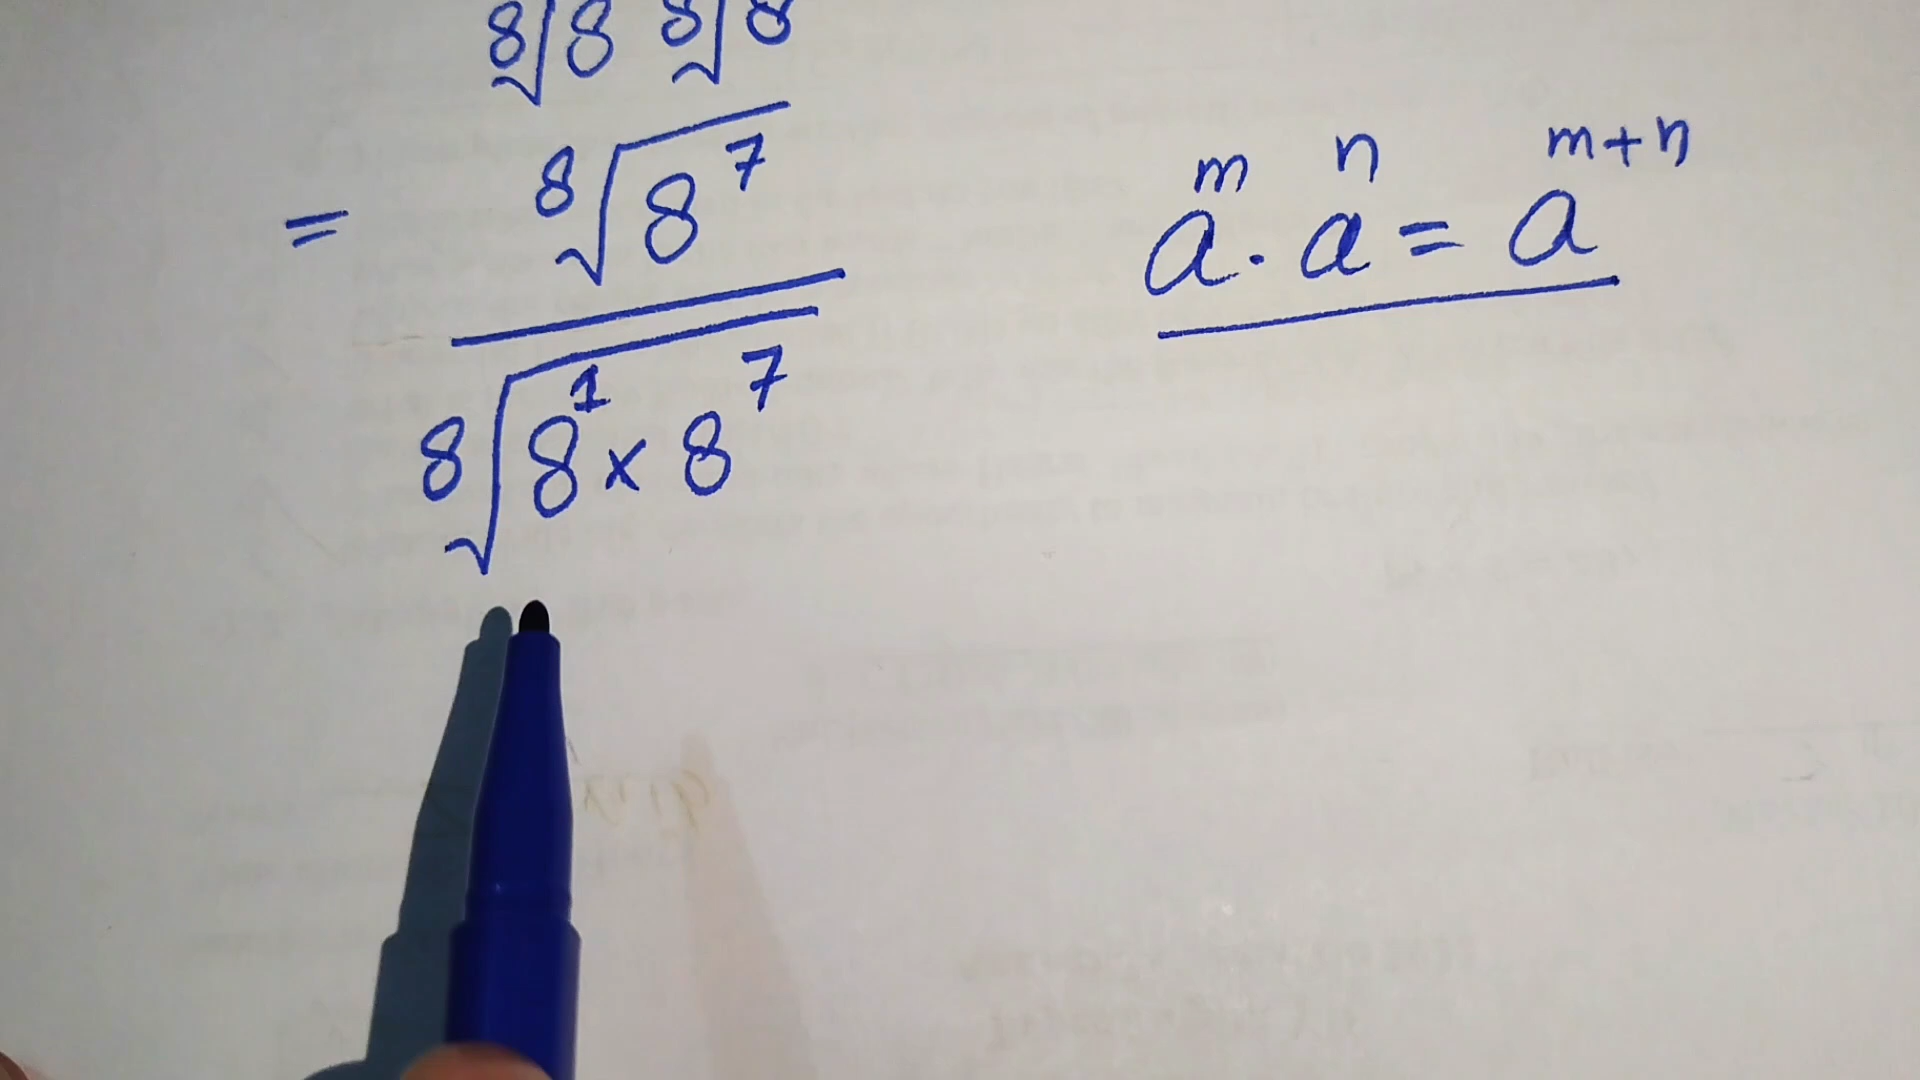 ⁸√8 ⁸√8
= ⁸√8⁷
⁸√8¹ × 8⁷
aᵐ · aⁿ = aᵐ⁺ⁿ